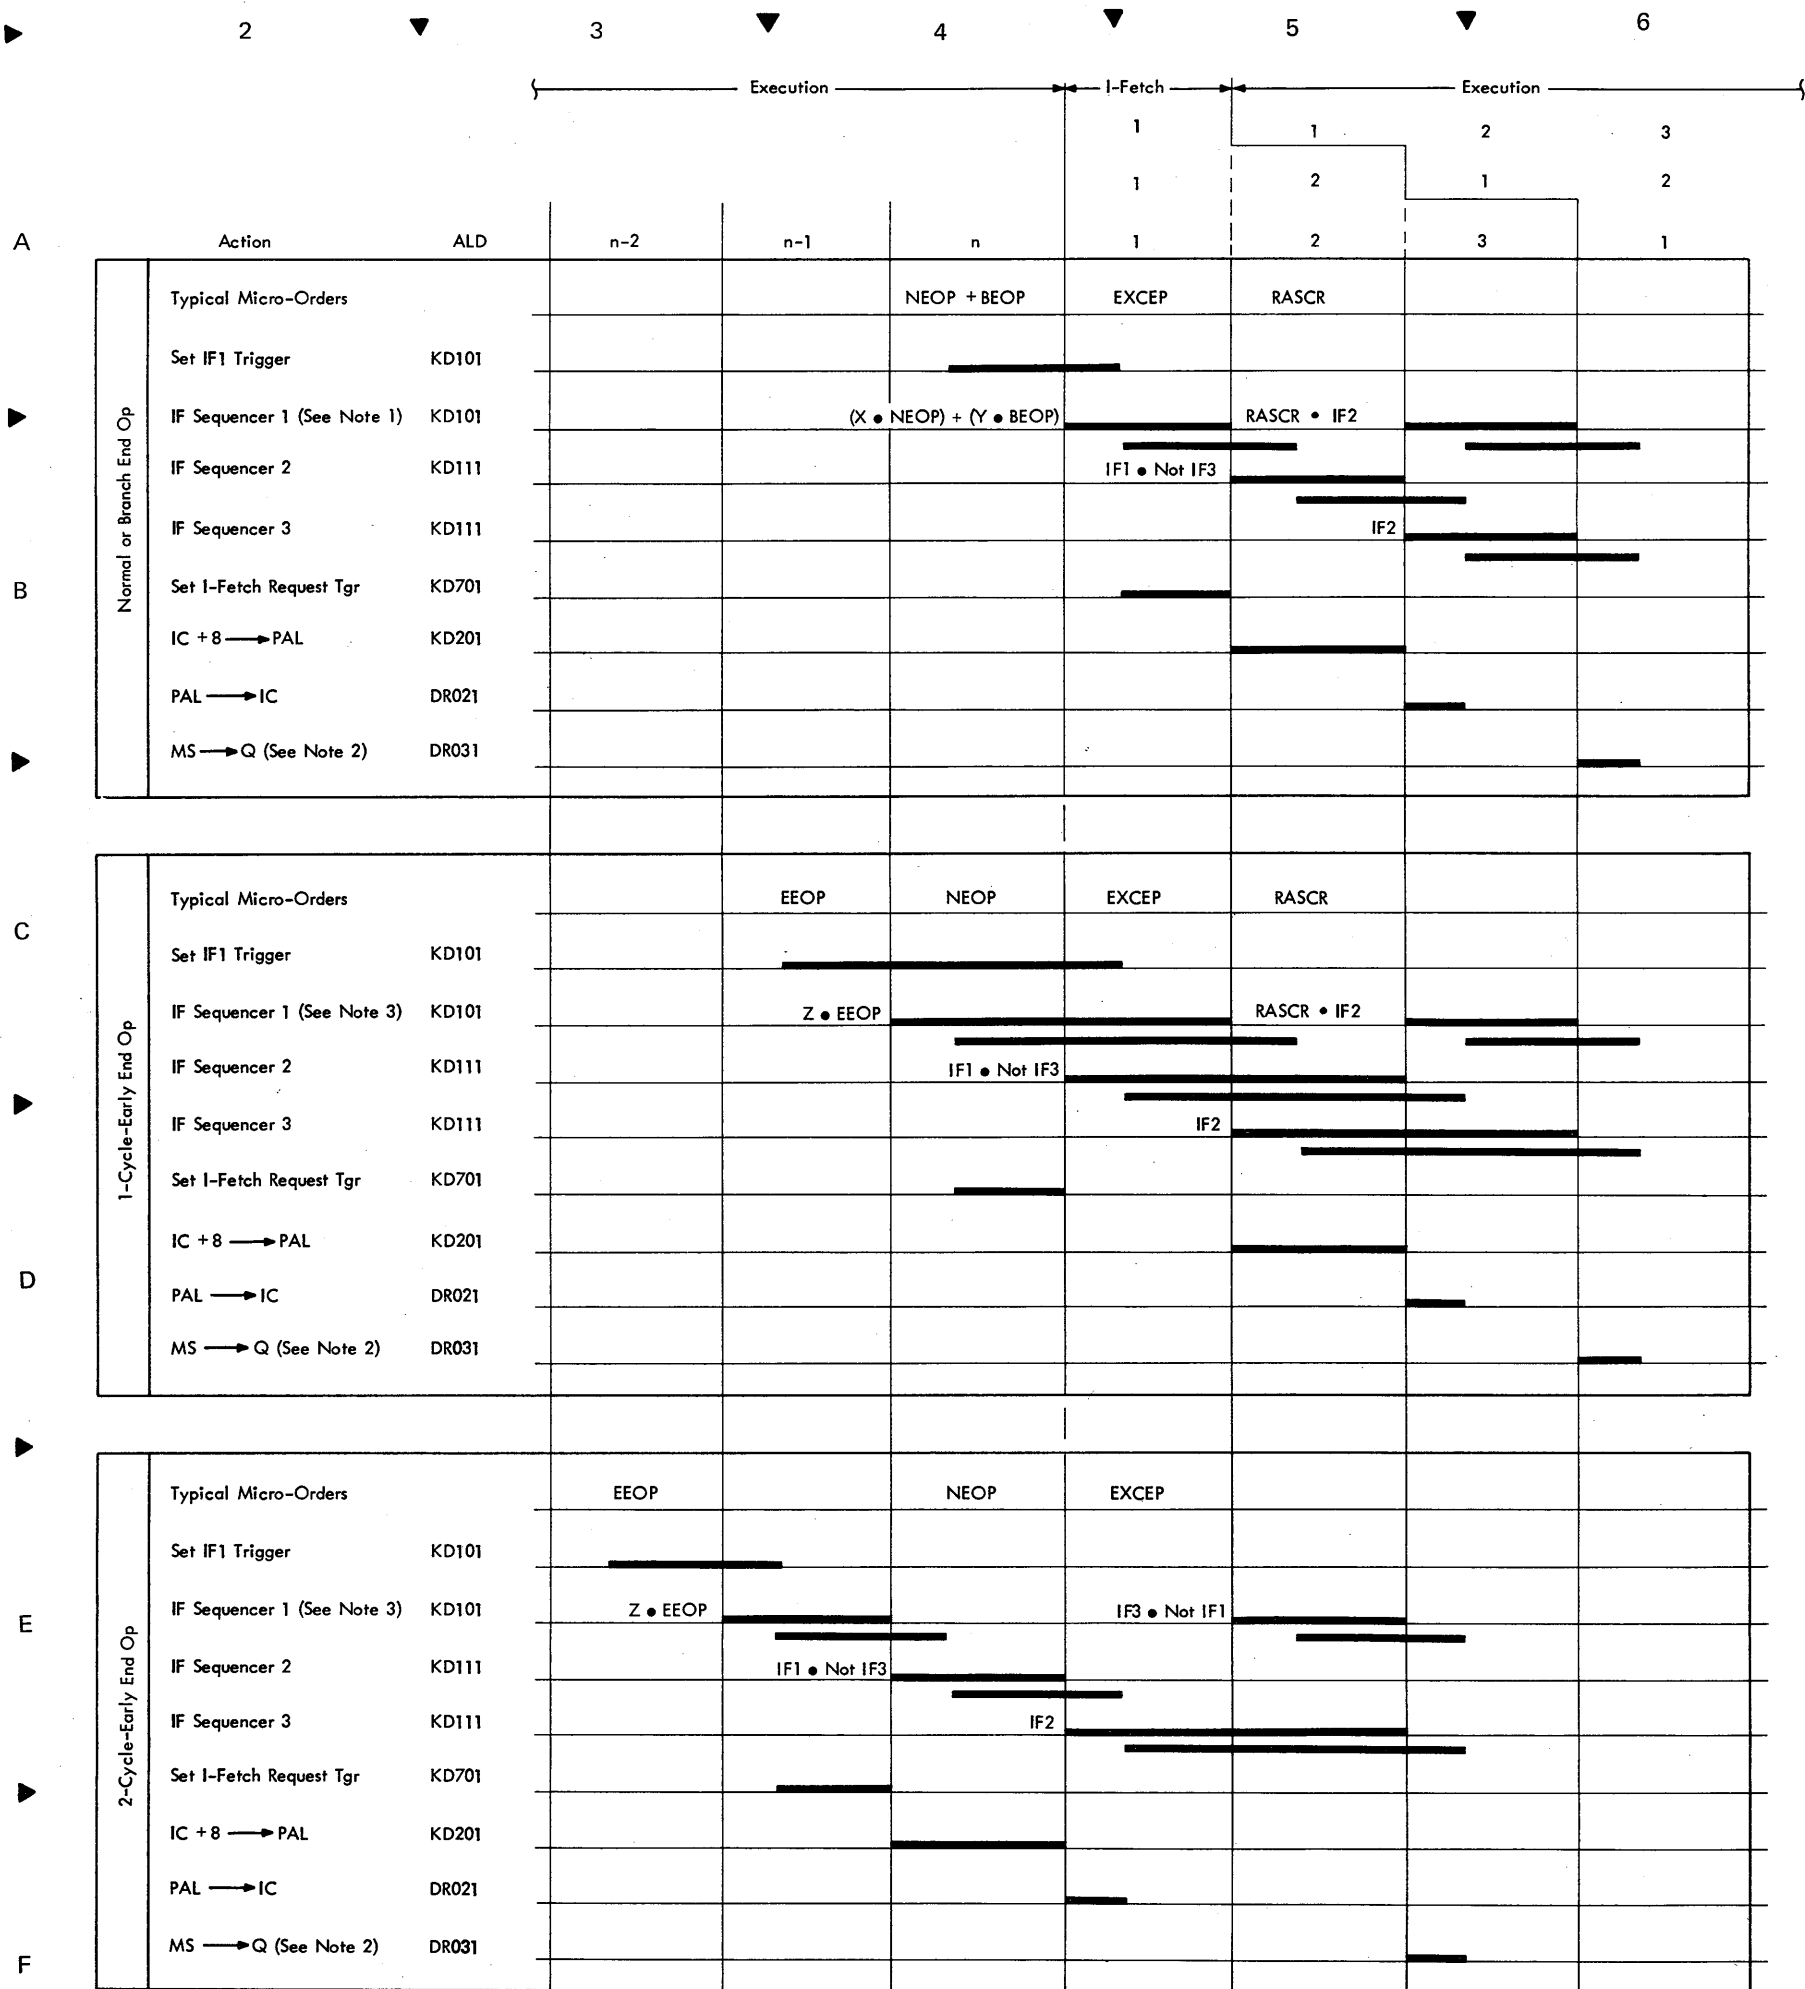 2 3 4 5 6
Execution I-Fetch Execution
1 1 2 3
1 2 1 2
A Action ALD n-2 n-1 n 1 2 3 1
Normal or Branch End Op
Typical Micro-Orders NEOP + BEOP EXCEP RASCR
Set IF1 Trigger KD101
IF Sequencer 1 (See Note 1) KD101 (X • NEOP) + (Y • BEOP) RASCR • IF2
IF Sequencer 2 KD111 IF1 • Not IF3
IF Sequencer 3 KD111 IF2
B Set I-Fetch Request Tgr KD701
IC +8 → PAL KD201
PAL → IC DR021
MS → Q (See Note 2) DR031
1-Cycle-Early End Op
Typical Micro-Orders EEOP NEOP EXCEP RASCR
C
Set IF1 Trigger KD101
IF Sequencer 1 (See Note 3) KD101 Z • EEOP RASCR • IF2
IF Sequencer 2 KD111 IF1 • Not IF3
IF Sequencer 3 KD111 IF2
Set I-Fetch Request Tgr KD701
IC +8 → PAL KD201
D
PAL → IC DR021
MS → Q (See Note 2) DR031
2-Cycle-Early End Op
Typical Micro-Orders EEOP NEOP EXCEP
Set IF1 Trigger KD101
E IF Sequencer 1 (See Note 3) KD101 Z • EEOP IF3 • Not IF1
IF Sequencer 2 KD111 IF1 • Not IF3
IF Sequencer 3 KD111 IF2
Set I-Fetch Request Tgr KD701
IC +8 → PAL KD201
PAL → IC DR021
MS → Q (See Note 2) DR031
F